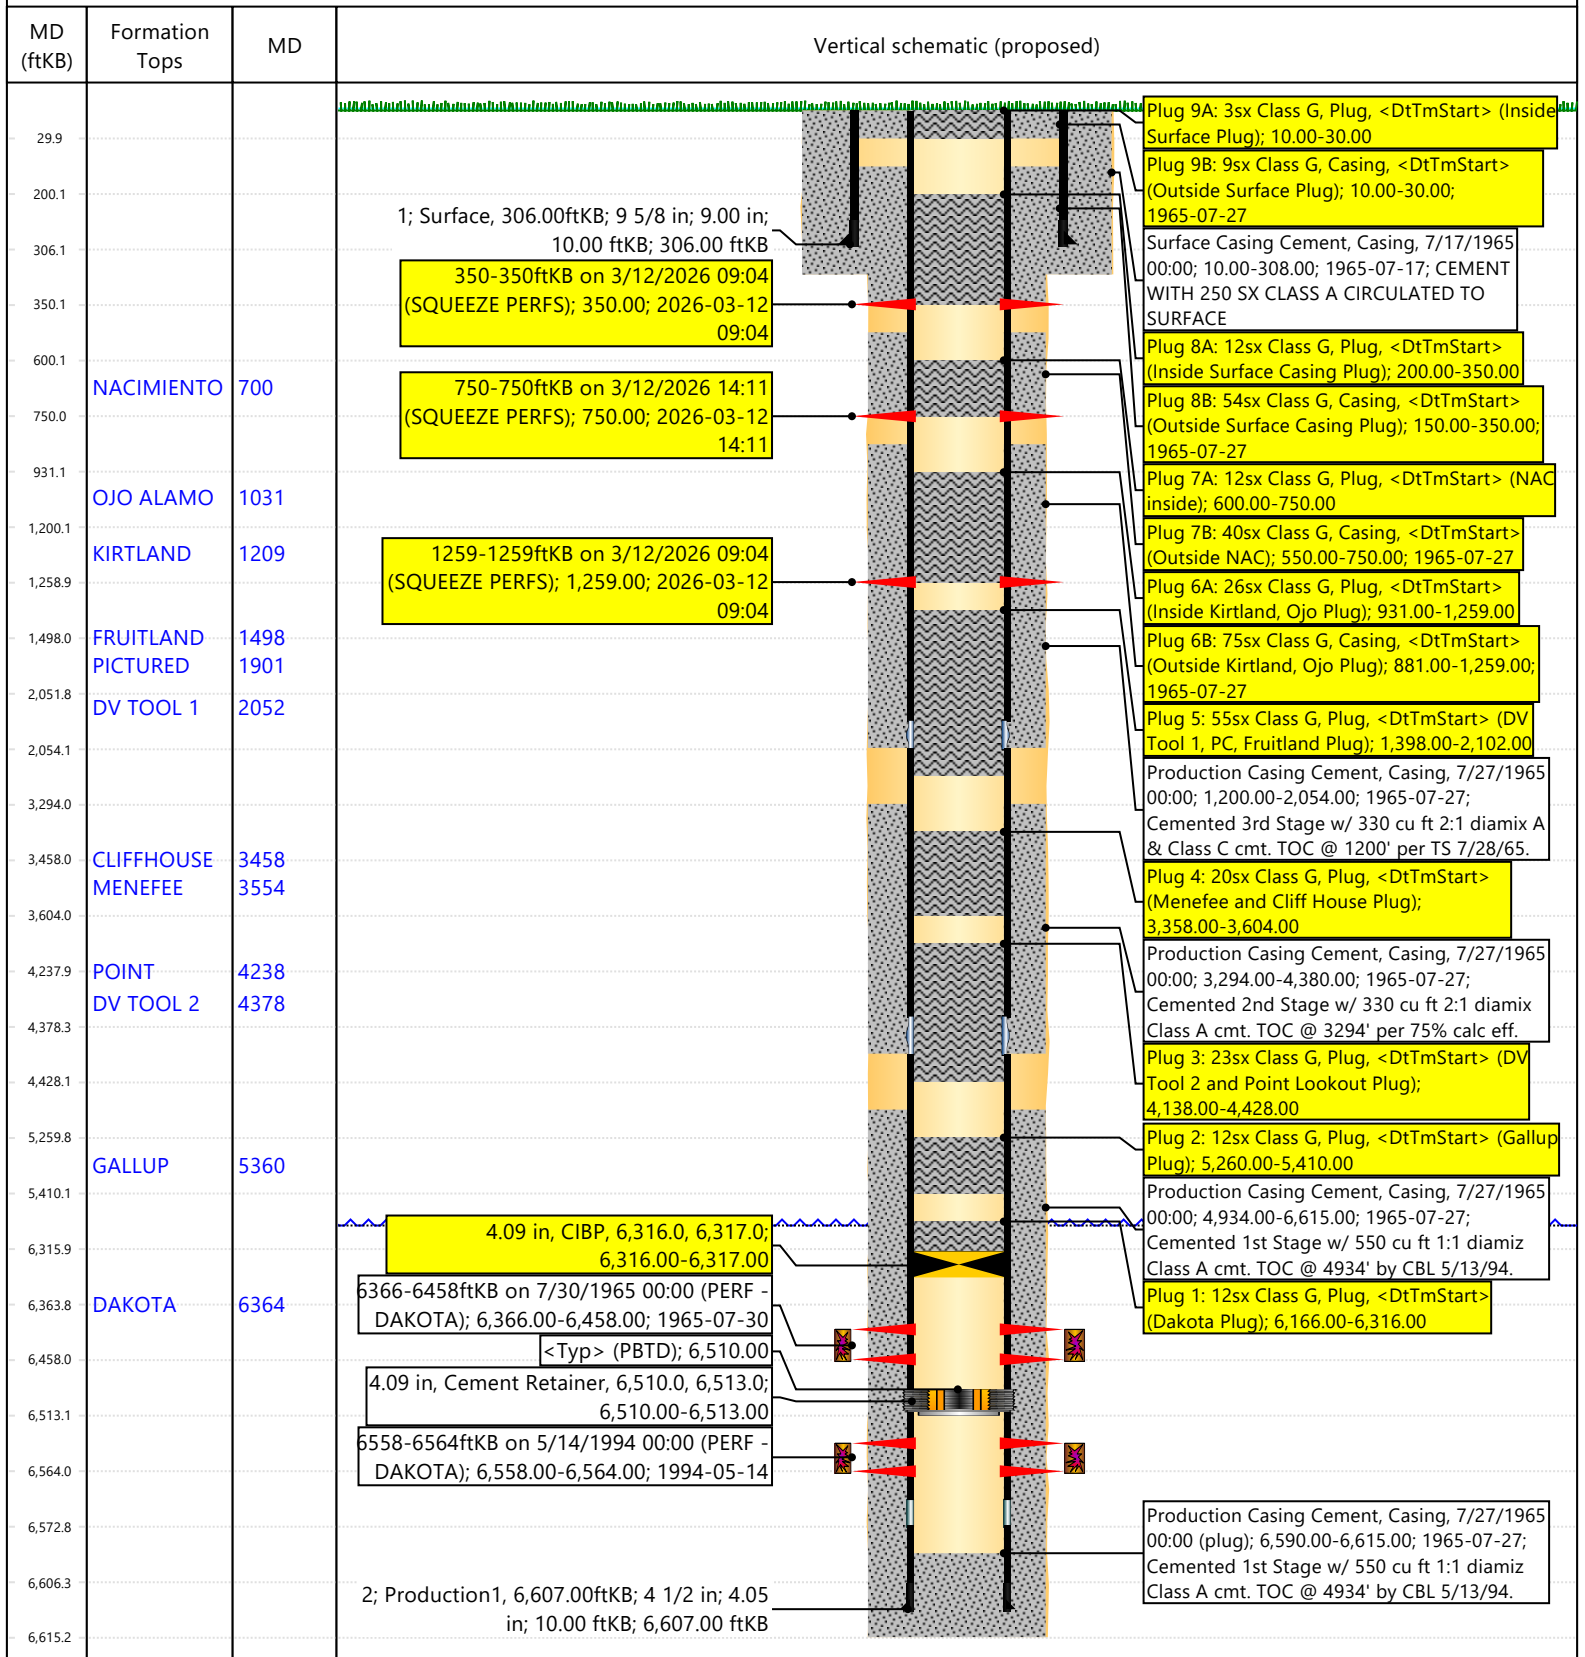 MD
(ftKB)
Formation
Tops
MD
Vertical schematic (proposed)
29.9
200.1
306.1
350.1
600.1
750.0
931.1
1,200.1
1,258.9
1,498.0
2,051.8
2,054.1
3,294.0
3,458.0
3,604.0
4,237.9
4,378.3
4,428.1
5,259.8
5,410.1
6,315.9
6,363.8
6,458.0
6,513.1
6,564.0
6,572.8
6,606.3
6,615.2
NACIMIENTO 700
OJO ALAMO 1031
KIRTLAND 1209
FRUITLAND 1498
PICTURED 1901
DV TOOL 1 2052
CLIFFHOUSE 3458
MENEFEE 3554
POINT 4238
DV TOOL 2 4378
GALLUP 5360
DAKOTA 6364
1; Surface, 306.00ftKB; 9 5/8 in; 9.00 in;
10.00 ftKB; 306.00 ftKB
350-350ftKB on 3/12/2026 09:04
(SQUEEZE PERFS); 350.00; 2026-03-12
09:04
750-750ftKB on 3/12/2026 14:11
(SQUEEZE PERFS); 750.00; 2026-03-12
14:11
1259-1259ftKB on 3/12/2026 09:04
(SQUEEZE PERFS); 1,259.00; 2026-03-12
09:04
4.09 in, CIBP, 6,316.0, 6,317.0;
6,316.00-6,317.00
6366-6458ftKB on 7/30/1965 00:00 (PERF -
DAKOTA); 6,366.00-6,458.00; 1965-07-30
<Typ> (PBTD); 6,510.00
4.09 in, Cement Retainer, 6,510.0, 6,513.0;
6,510.00-6,513.00
6558-6564ftKB on 5/14/1994 00:00 (PERF -
DAKOTA); 6,558.00-6,564.00; 1994-05-14
2; Production1, 6,607.00ftKB; 4 1/2 in; 4.05
in; 10.00 ftKB; 6,607.00 ftKB
Plug 9A: 3sx Class G, Plug, <DtTmStart> (Inside
Surface Plug); 10.00-30.00
Plug 9B: 9sx Class G, Casing, <DtTmStart>
(Outside Surface Plug); 10.00-30.00;
1965-07-27
Surface Casing Cement, Casing, 7/17/1965
00:00; 10.00-308.00; 1965-07-17; CEMENT
WITH 250 SX CLASS A CIRCULATED TO
SURFACE
Plug 8A: 12sx Class G, Plug, <DtTmStart>
(Inside Surface Casing Plug); 200.00-350.00
Plug 8B: 54sx Class G, Casing, <DtTmStart>
(Outside Surface Casing Plug); 150.00-350.00;
1965-07-27
Plug 7A: 12sx Class G, Plug, <DtTmStart> (NAC
inside); 600.00-750.00
Plug 7B: 40sx Class G, Casing, <DtTmStart>
(Outside NAC); 550.00-750.00; 1965-07-27
Plug 6A: 26sx Class G, Plug, <DtTmStart>
(Inside Kirtland, Ojo Plug); 931.00-1,259.00
Plug 6B: 75sx Class G, Casing, <DtTmStart>
(Outside Kirtland, Ojo Plug); 881.00-1,259.00;
1965-07-27
Plug 5: 55sx Class G, Plug, <DtTmStart> (DV
Tool 1, PC, Fruitland Plug); 1,398.00-2,102.00
Production Casing Cement, Casing, 7/27/1965
00:00; 1,200.00-2,054.00; 1965-07-27;
Cemented 3rd Stage w/ 330 cu ft 2:1 diamix A
& Class C cmt. TOC @ 1200' per TS 7/28/65.
Plug 4: 20sx Class G, Plug, <DtTmStart>
(Menefee and Cliff House Plug);
3,358.00-3,604.00
Production Casing Cement, Casing, 7/27/1965
00:00; 3,294.00-4,380.00; 1965-07-27;
Cemented 2nd Stage w/ 330 cu ft 2:1 diamix
Class A cmt. TOC @ 3294' per 75% calc eff.
Plug 3: 23sx Class G, Plug, <DtTmStart> (DV
Tool 2 and Point Lookout Plug);
4,138.00-4,428.00
Plug 2: 12sx Class G, Plug, <DtTmStart> (Gallup
Plug); 5,260.00-5,410.00
Production Casing Cement, Casing, 7/27/1965
00:00; 4,934.00-6,615.00; 1965-07-27;
Cemented 1st Stage w/ 550 cu ft 1:1 diamiz
Class A cmt. TOC @ 4934' by CBL 5/13/94.
Plug 1: 12sx Class G, Plug, <DtTmStart>
(Dakota Plug); 6,166.00-6,316.00
Production Casing Cement, Casing, 7/27/1965
00:00 (plug); 6,590.00-6,615.00; 1965-07-27;
Cemented 1st Stage w/ 550 cu ft 1:1 diamiz
Class A cmt. TOC @ 4934' by CBL 5/13/94.